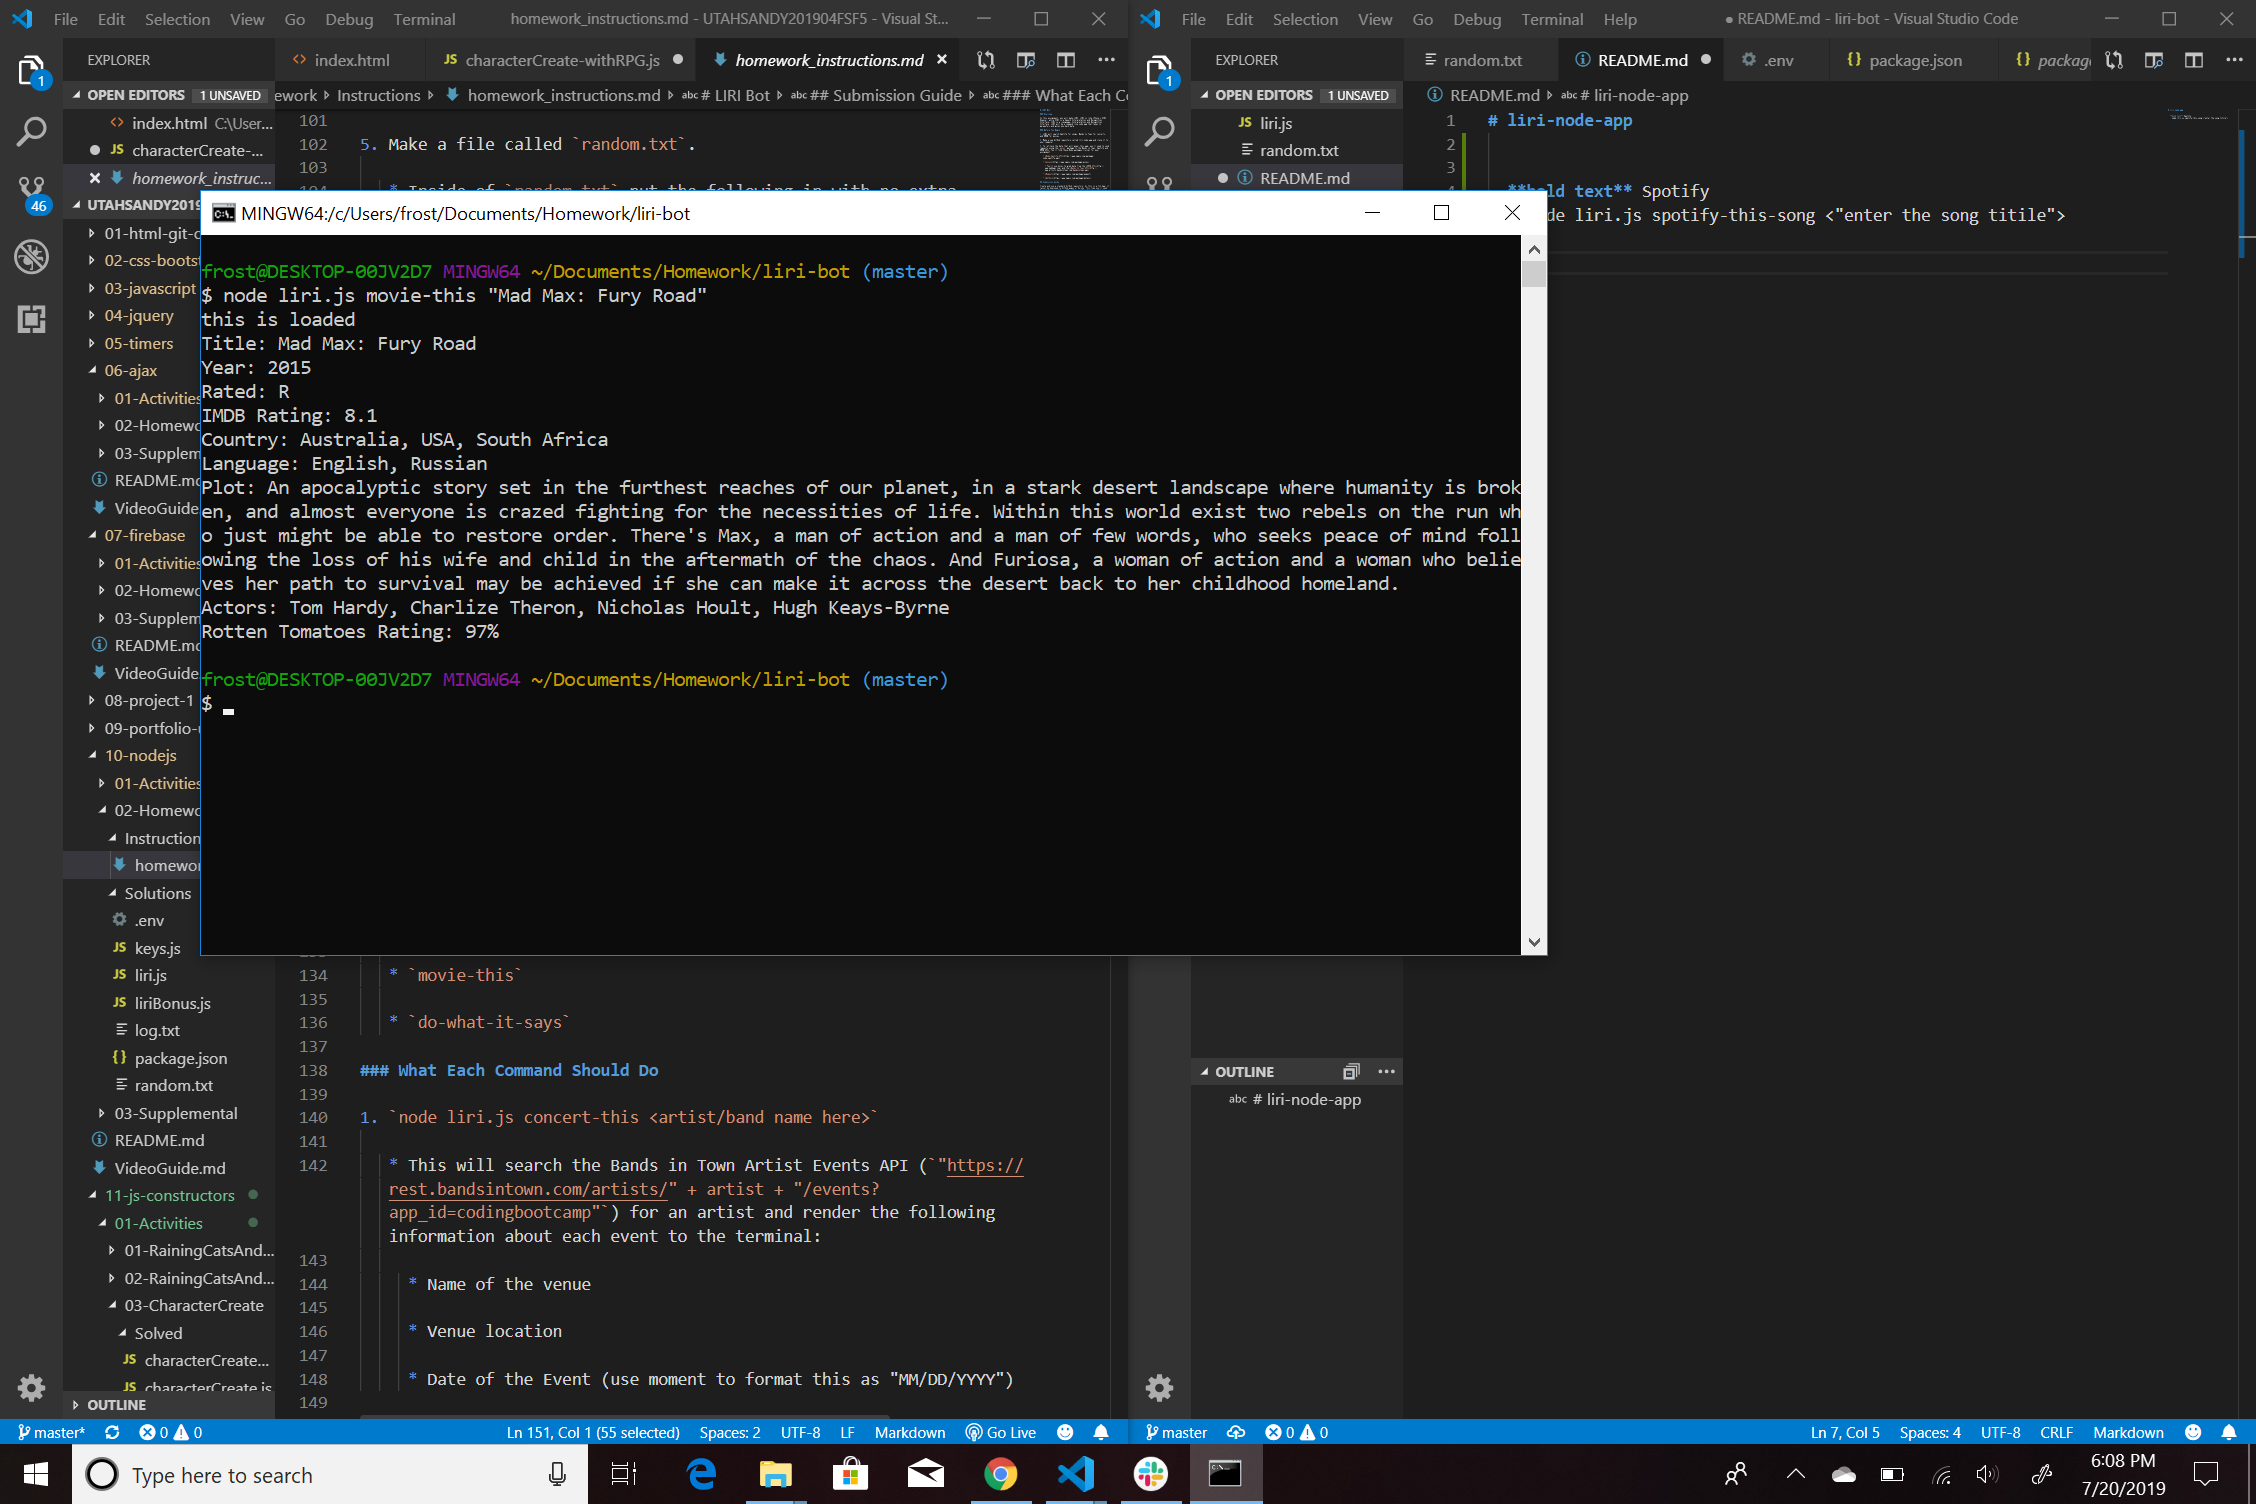 File Edit Selection View Go Debug Terminal homework_instructions.md - UTAHSANDY201904FSF5 - Visual St...
EXPLORER
index.html
characterCreate-withRPG.js
homework_instructions.md
OPEN EDITORS 1 UNSAVED
ework › Instructions › homework_instructions.md › abc # LIRI Bot › abc ## Submission Guide › abc ### What Each Co
index.html C:\User...
characterCreate-...
homework_instruc...
UTAHSANDY2019
01-html-git-c
02-css-boots
03-javascript
04-jquery
05-timers
06-ajax
01-Activities
02-Homewo
03-Supplem
README.md
VideoGuide
07-firebase
01-Activities
02-Homewo
03-Supplem
README.md
VideoGuide
08-project-1
09-portfolio-
10-nodejs
01-Activities
02-Homewo
Instruction
homewor
Solutions
.env
keys.js
liri.js
liriBonus.js
log.txt
package.json
random.txt
03-Supplemental
README.md
VideoGuide.md
11-js-constructors
01-Activities
01-RainingCatsAnd...
02-RainingCatsAnd...
03-CharacterCreate
Solved
characterCreate...
characterCreate.js
OUTLINE
101
102 5. Make a file called `random.txt`.
103
104 * Inside of `random.txt` put the following in with no extra
MINGW64:/c/Users/frost/Documents/Homework/liri-bot
frost@DESKTOP-00JV2D7 MINGW64 ~/Documents/Homework/liri-bot (master)
$ node liri.js movie-this "Mad Max: Fury Road"
this is loaded
Title: Mad Max: Fury Road
Year: 2015
Rated: R
IMDB Rating: 8.1
Country: Australia, USA, South Africa
Language: English, Russian
Plot: An apocalyptic story set in the furthest reaches of our planet, in a stark desert landscape where humanity is brok
en, and almost everyone is crazed fighting for the necessities of life. Within this world exist two rebels on the run wh
o just might be able to restore order. There's Max, a man of action and a man of few words, who seeks peace of mind foll
owing the loss of his wife and child in the aftermath of the chaos. And Furiosa, a woman of action and a woman who belie
ves her path to survival may be achieved if she can make it across the desert back to her childhood homeland.
Actors: Tom Hardy, Charlize Theron, Nicholas Hoult, Hugh Keays-Byrne
Rotten Tomatoes Rating: 97%
frost@DESKTOP-00JV2D7 MINGW64 ~/Documents/Homework/liri-bot (master)
$
134 * `movie-this`
135
136 * `do-what-it-says`
137
138 ### What Each Command Should Do
139
140 1. `node liri.js concert-this <artist/band name here>`
141
142 * This will search the Bands in Town Artist Events API (`"https://
rest.bandsintown.com/artists/" + artist + "/events?
app_id=codingbootcamp"`) for an artist and render the following
information about each event to the terminal:
143
144 * Name of the venue
145
146 * Venue location
147
148 * Date of the Event (use moment to format this as "MM/DD/YYYY")
149
master* 0 0 Ln 151, Col 1 (55 selected) Spaces: 2 UTF-8 LF Markdown Go Live
File Edit Selection View Go Debug Terminal Help ● README.md - liri-bot - Visual Studio Code
EXPLORER
random.txt
README.md
.env
package.json
package
OPEN EDITORS 1 UNSAVED
README.md › abc # liri-node-app
liri.js
random.txt
README.md
1 # liri-node-app
2
3
4 **bold text** Spotify
de liri.js spotify-this-song <"enter the song titile">
OUTLINE
abc # liri-node-app
master 0 0 Ln 7, Col 5 Spaces: 4 UTF-8 CRLF Markdown
1
46
1
Type here to search
6:08 PM
7/20/2019